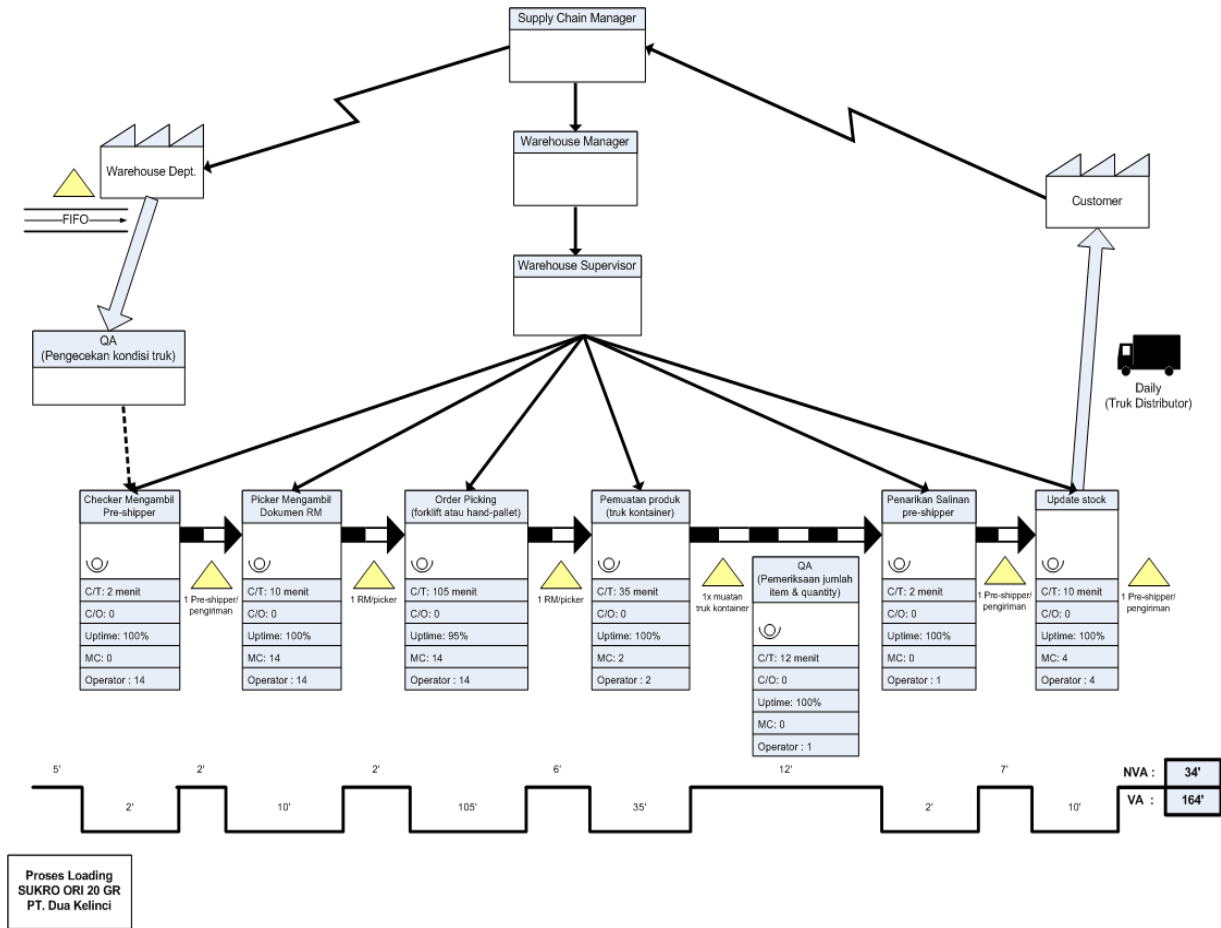 Supply Chain Manager
Warehouse Manager
Warehouse Dept.
FIFO
Customer
Warehouse Supervisor
QA
(Pengecekan kondisi truk)
Daily
(Truk Distributor)
Checker Mengambil
Pre-shipper
C/T: 2 menit
C/O: 0
Uptime: 100%
MC: 0
Operator : 14
1 Pre-shipper/
pengiriman
Picker Mengambil
Dokumen RM
C/T: 10 menit
C/O: 0
Uptime: 100%
MC: 14
Operator : 14
1 RM/picker
Order Picking
(forklift atau hand-pallet)
C/T: 105 menit
C/O: 0
Uptime: 95%
MC: 14
Operator : 14
1 RM/picker
Pemuatan produk
(truk kontainer)
C/T: 35 menit
C/O: 0
Uptime: 100%
MC: 2
Operator : 2
1x muatan
truk kontainer
QA
(Pemeriksaan jumlah
item & quantity)
C/T: 12 menit
C/O: 0
Uptime: 100%
MC: 0
Operator : 1
Penarikan Salinan
pre-shipper
C/T: 2 menit
C/O: 0
Uptime: 100%
MC: 0
Operator : 1
1 Pre-shipper/
pengiriman
Update stock
C/T: 10 menit
C/O: 0
Uptime: 100%
MC: 4
Operator : 4
1 Pre-shipper/
pengiriman
5' 2' 2' 6' 12' 7'
2' 10' 105' 35' 2' 10'
NVA : 34'
VA : 164'
Proses Loading
SUKRO ORI 20 GR
PT. Dua Kelinci